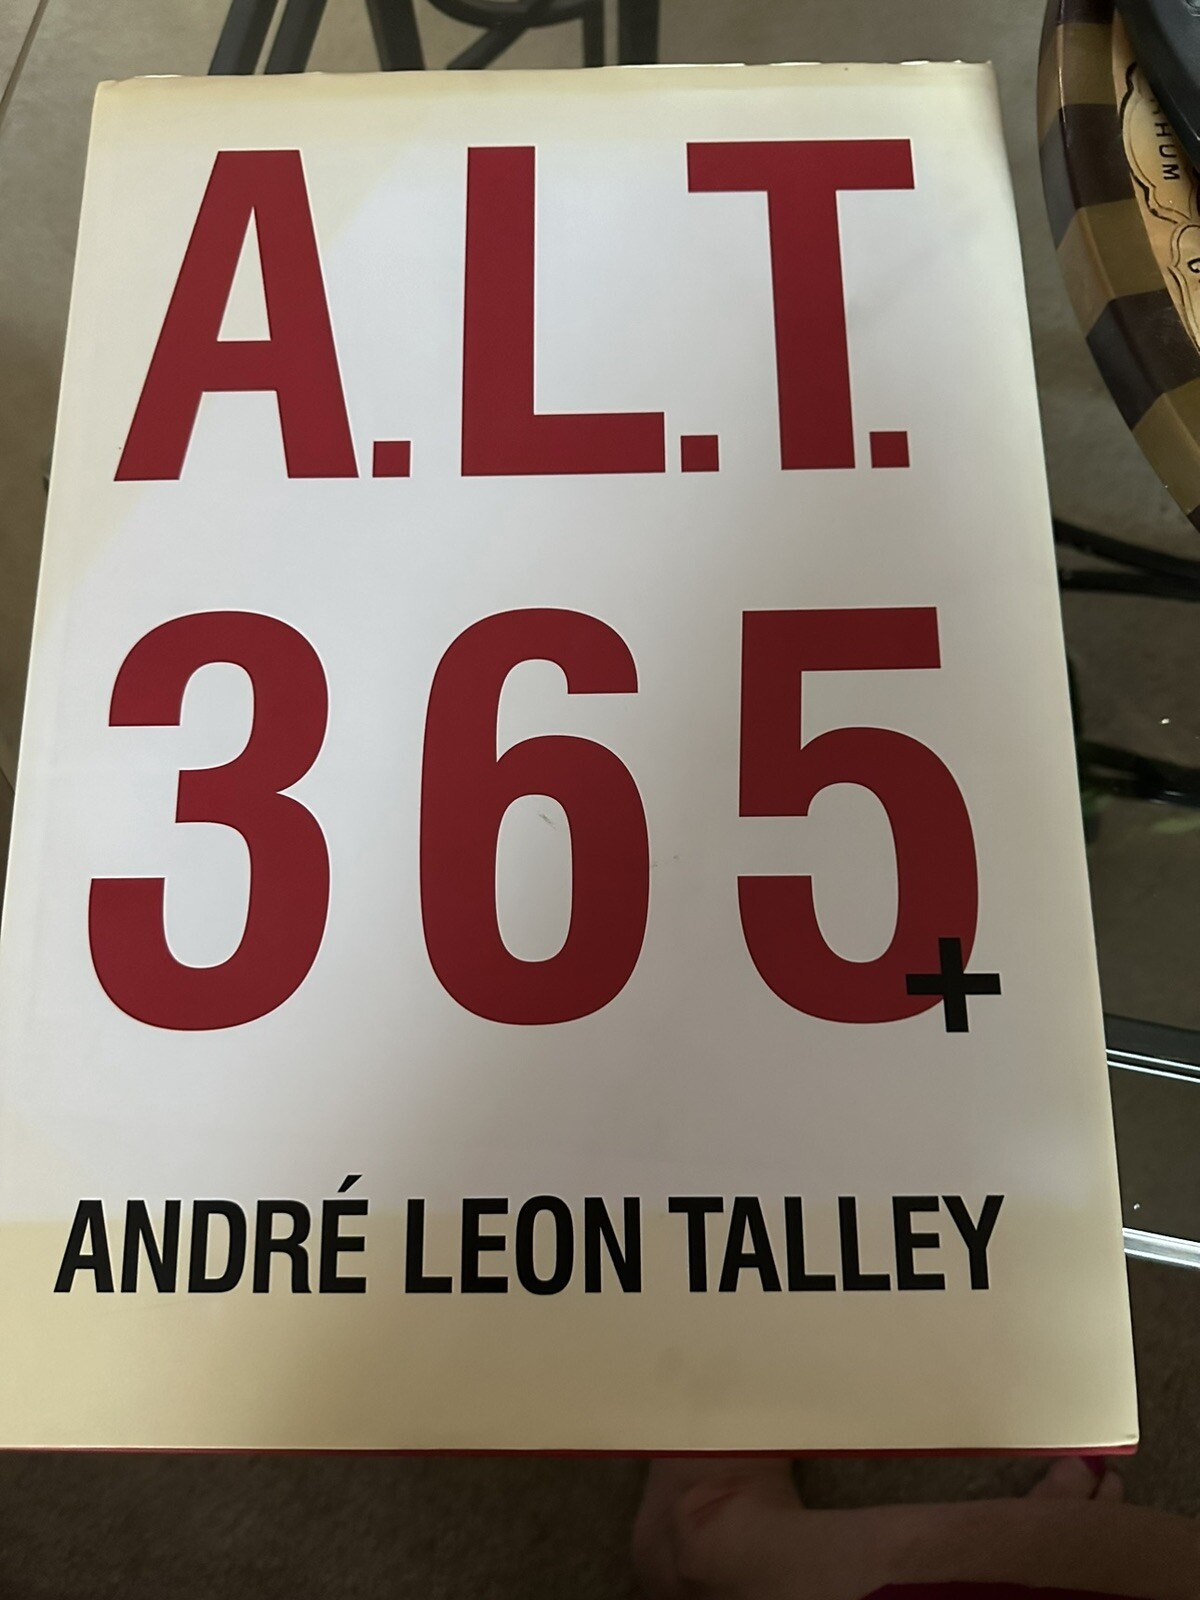 A.L.T.
365
+
ANDRÉ LEON TALLEY